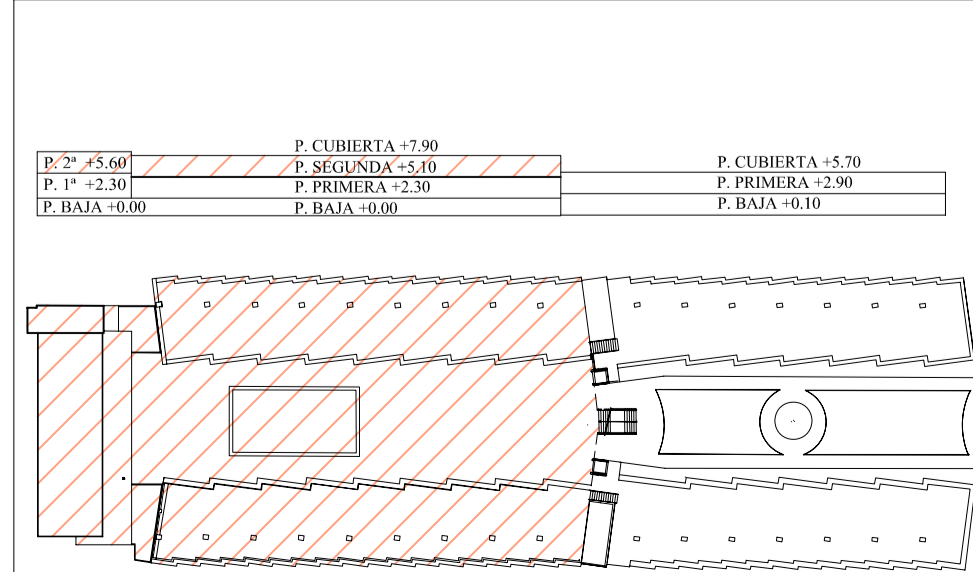 P. 2ª +5.60
P. 1ª +2.30
P. BAJA +0.00
P. CUBIERTA +7.90
P. SEGUNDA +5.10
P. PRIMERA +2.30
P. BAJA +0.00
P. CUBIERTA +5.70
P. PRIMERA +2.90
P. BAJA +0.10